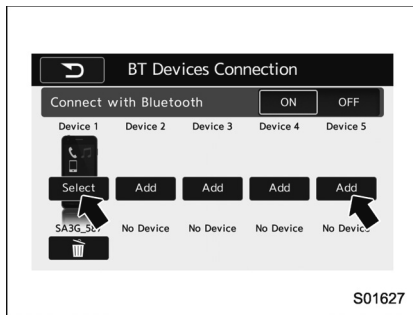 BT Devices Connection
Connect with Bluetooth ON OFF
Device 1 Device 2 Device 3 Device 4 Device 5
Select Add Add Add Add
No Device No Device No Device
S01627